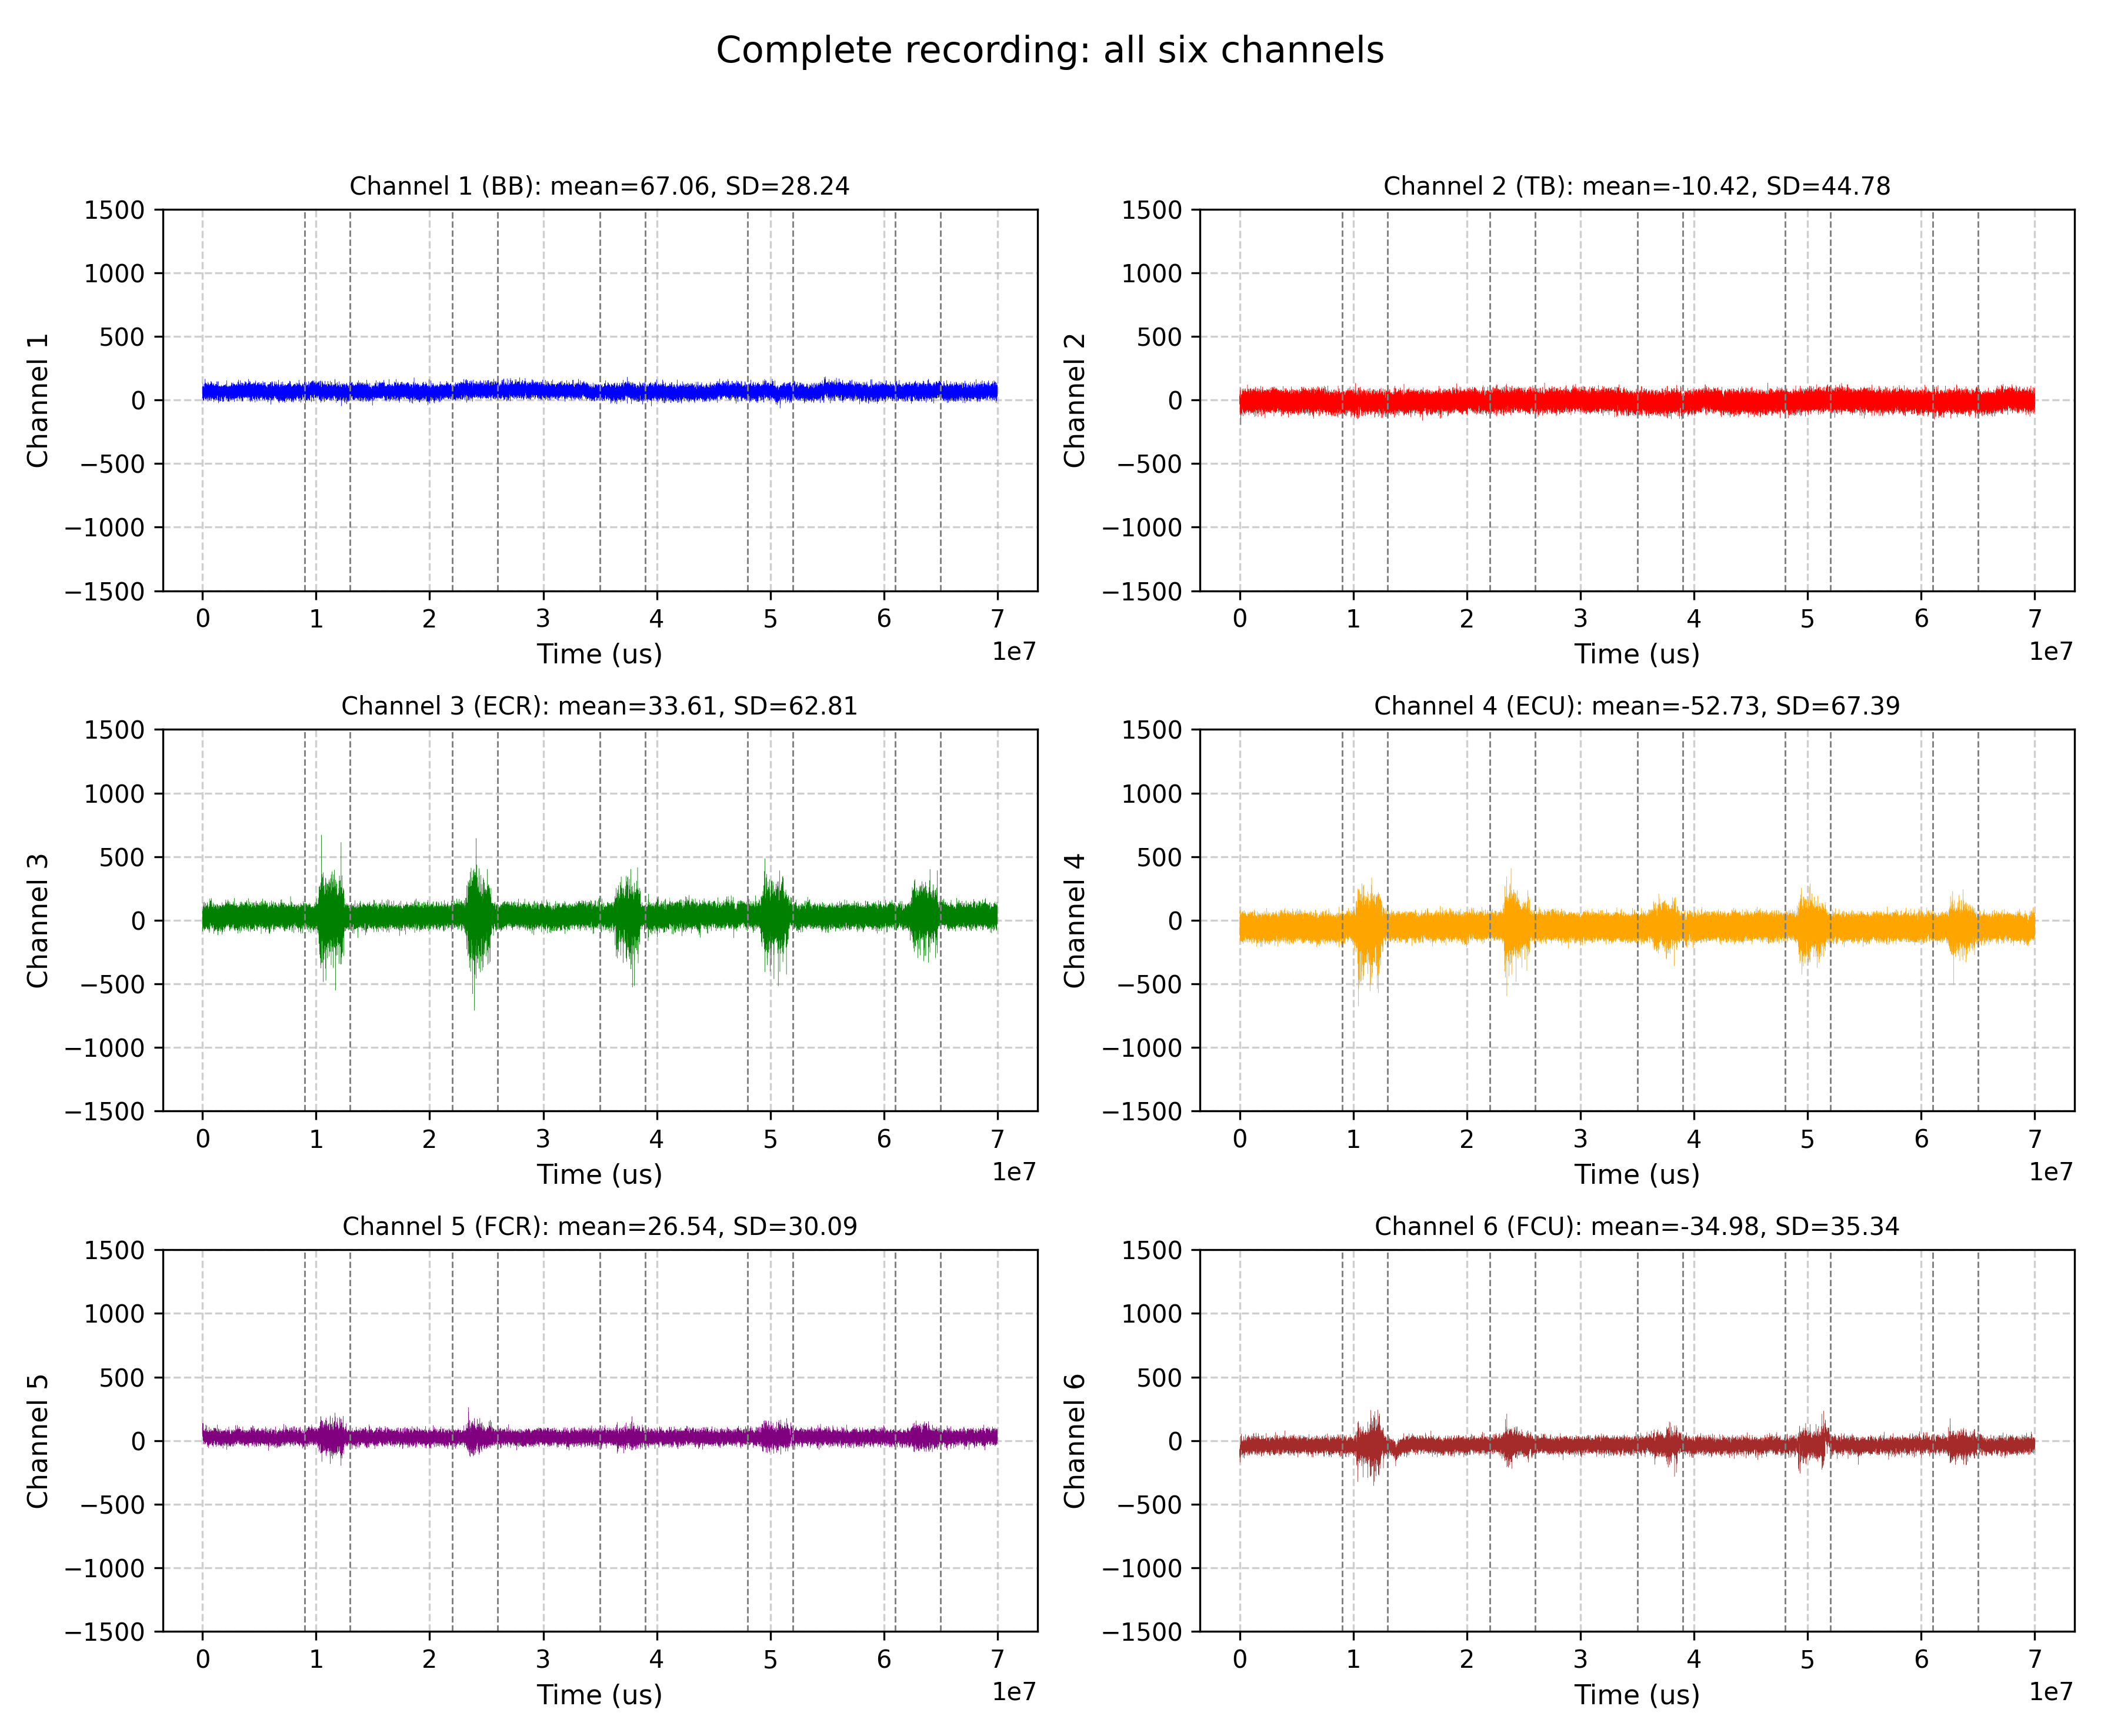 Complete recording: all six channels
Channel 1 (BB): mean=67.06, SD=28.24
1500
1000
500
0
−500
−1000
−1500
Channel 1
0 1 2 3 4 5 6 7
1e7
Time (us)
Channel 2 (TB): mean=-10.42, SD=44.78
1500
1000
500
0
−500
−1000
−1500
Channel 2
0 1 2 3 4 5 6 7
1e7
Time (us)
Channel 3 (ECR): mean=33.61, SD=62.81
1500
1000
500
0
−500
−1000
−1500
Channel 3
0 1 2 3 4 5 6 7
1e7
Time (us)
Channel 4 (ECU): mean=-52.73, SD=67.39
1500
1000
500
0
−500
−1000
−1500
Channel 4
0 1 2 3 4 5 6 7
1e7
Time (us)
Channel 5 (FCR): mean=26.54, SD=30.09
1500
1000
500
0
−500
−1000
−1500
Channel 5
0 1 2 3 4 5 6 7
1e7
Time (us)
Channel 6 (FCU): mean=-34.98, SD=35.34
1500
1000
500
0
−500
−1000
−1500
Channel 6
0 1 2 3 4 5 6 7
1e7
Time (us)